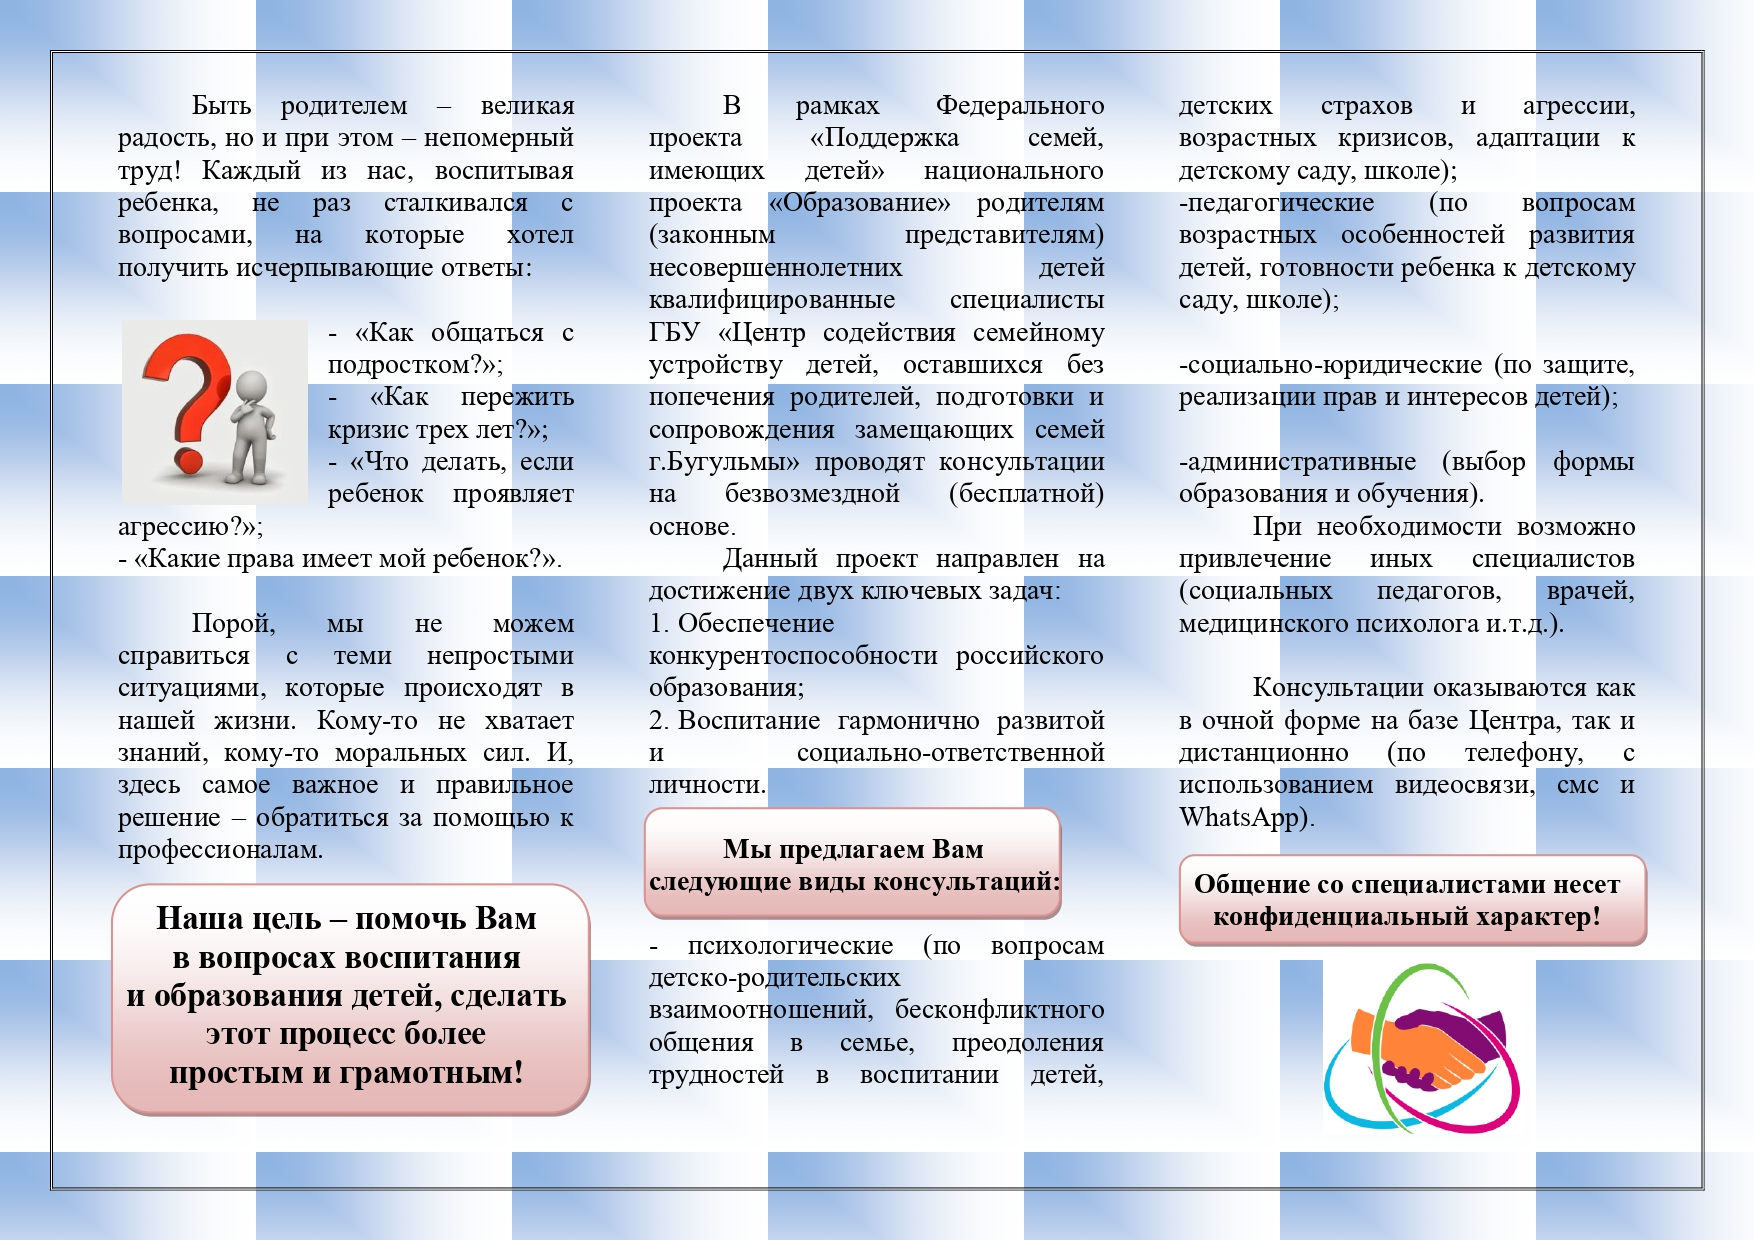 Быть родителем – великая
радость, но и при этом – непомерный
труд! Каждый из нас, воспитывая
ребенка, не раз сталкивался с
вопросами, на которые хотел
получить исчерпывающие ответы:
- «Как общаться с
подростком?»;
- «Как пережить
кризис трех лет?»;
- «Что делать, если
ребенок проявляет
агрессию?»;
- «Какие права имеет мой ребенок?».
Порой, мы не можем
справиться с теми непростыми
ситуациями, которые происходят в
нашей жизни. Кому-то не хватает
знаний, кому-то моральных сил. И,
здесь самое важное и правильное
решение – обратиться за помощью к
профессионалам.
Наша цель – помочь Вам
в вопросах воспитания
и образования детей, сделать
этот процесс более
простым и грамотным!
В рамках Федерального
проекта «Поддержка семей,
имеющих детей» национального
проекта «Образование» родителям
(законным представителям)
несовершеннолетних детей
квалифицированные специалисты
ГБУ «Центр содействия семейному
устройству детей, оставшихся без
попечения родителей, подготовки и
сопровождения замещающих семей
г.Бугульмы» проводят консультации
на безвозмездной (бесплатной)
основе.
Данный проект направлен на
достижение двух ключевых задач:
1. Обеспечение
конкурентоспособности российского
образования;
2. Воспитание гармонично развитой
и социально-ответственной
личности.
Мы предлагаем Вам
следующие виды консультаций:
- психологические (по вопросам
детско-родительских
взаимоотношений, бесконфликтного
общения в семье, преодоления
трудностей в воспитании детей,
детских страхов и агрессии,
возрастных кризисов, адаптации к
детскому саду, школе);
-педагогические (по вопросам
возрастных особенностей развития
детей, готовности ребенка к детскому
саду, школе);
-социально-юридические (по защите,
реализации прав и интересов детей);
-административные (выбор формы
образования и обучения).
При необходимости возможно
привлечение иных специалистов
(социальных педагогов, врачей,
медицинского психолога и.т.д.).
Консультации оказываются как
в очной форме на базе Центра, так и
дистанционно (по телефону, с
использованием видеосвязи, смс и
WhatsApp).
Общение со специалистами несет
конфиденциальный характер!